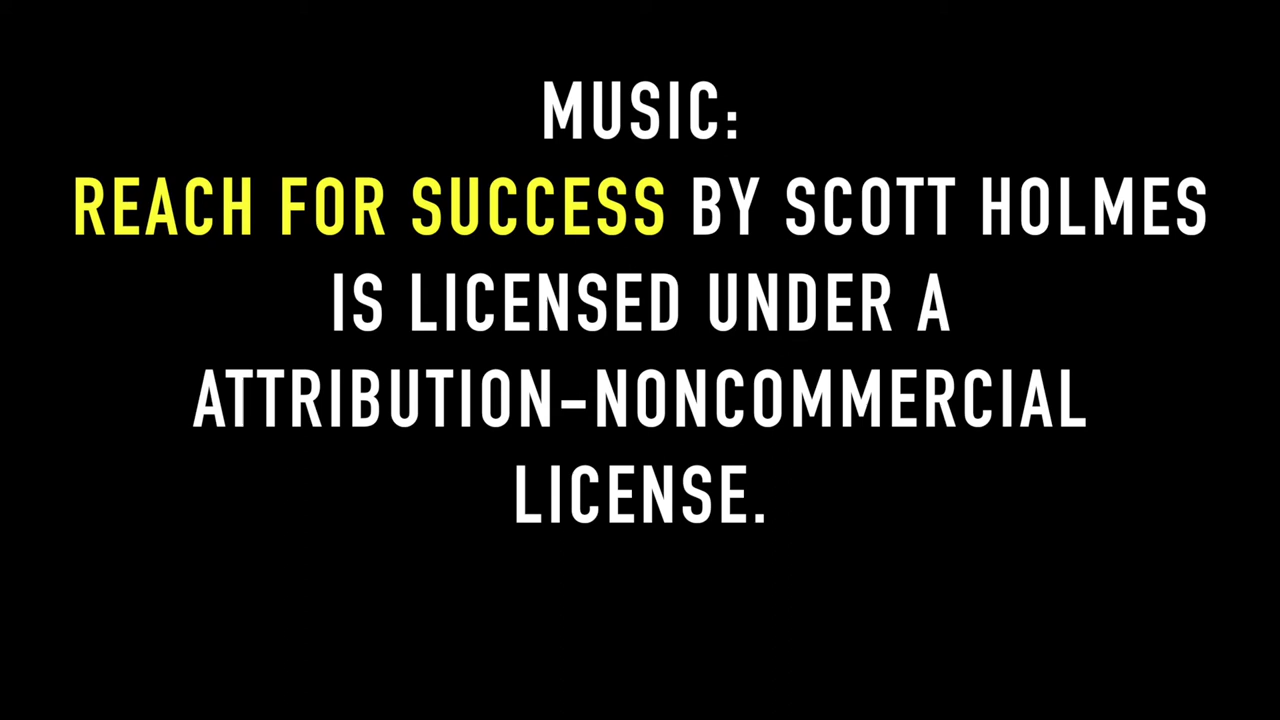 MUSIC:
REACH FOR SUCCESS BY SCOTT HOLMES
IS LICENSED UNDER A
ATTRIBUTION-NONCOMMERCIAL
LICENSE.